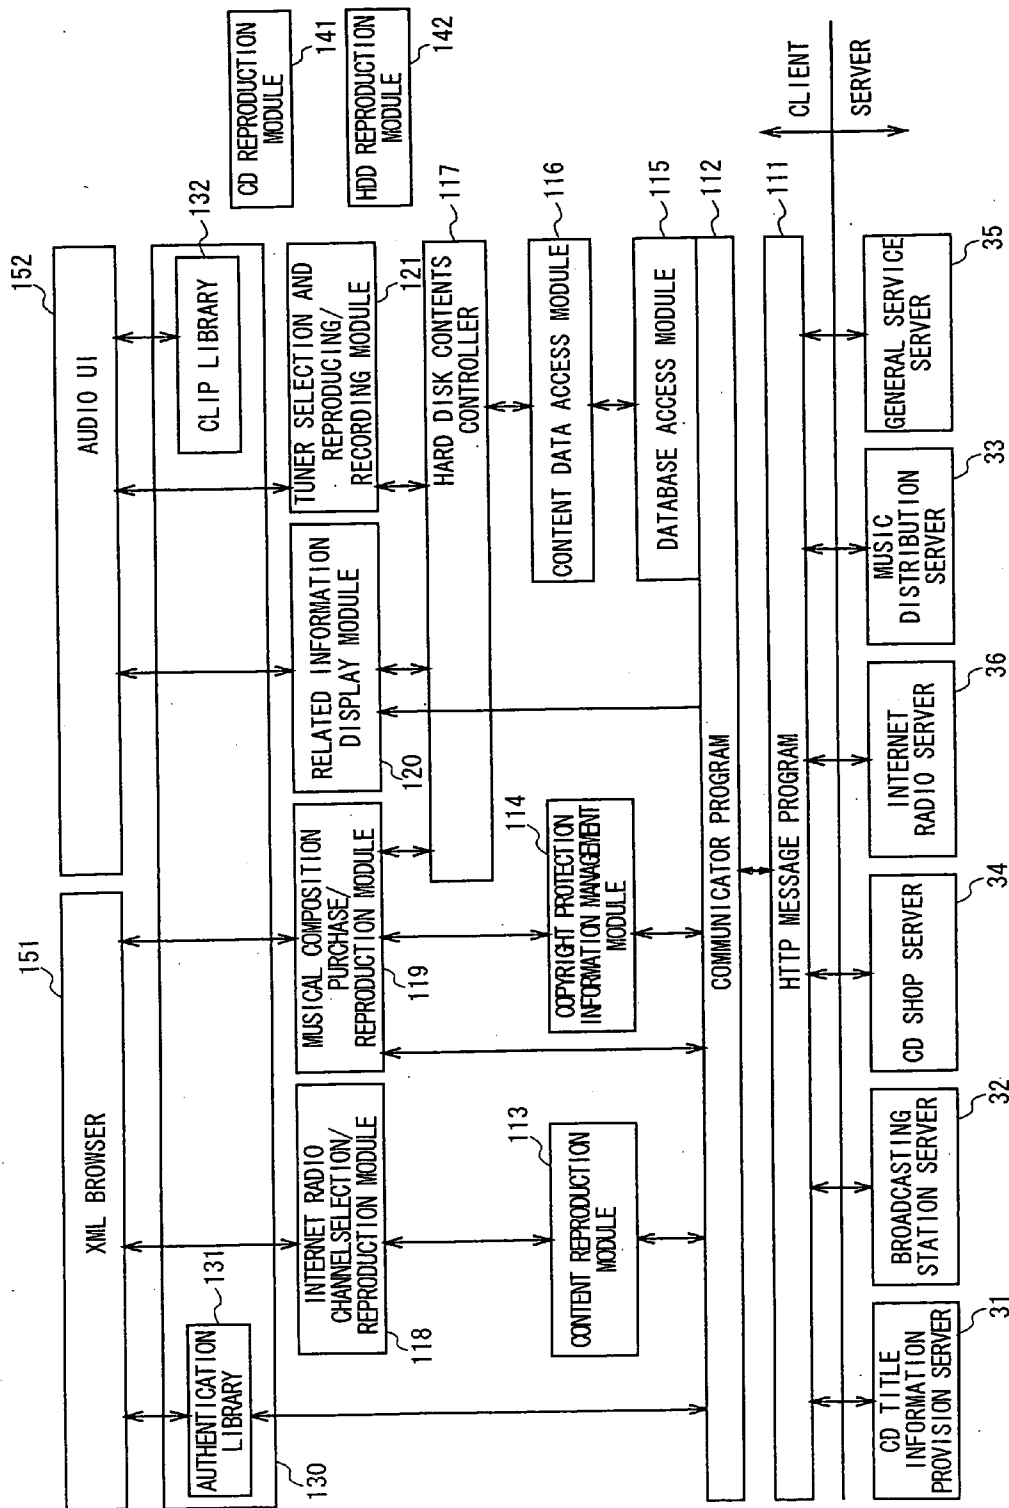 151
XML BROWSER
152
AUDIO UI
130
AUTHENTICATION
LIBRARY
131
CLIP LIBRARY
132
CD REPRODUCTION
MODULE
141
HDD REPRODUCTION
MODULE
142
INTERNET RADIO
CHANNELSELECTION/
REPRODUCTION MODULE
118
MUSICAL COMPOSITION
PURCHASE/
REPRODUCTION MODULE
119
RELATED INFORMATION
DISPLAY MODULE
120
TUNER SELECTION AND
REPRODUCING/
RECORDING MODULE
121
HARD DISK CONTENTS
CONTROLLER
117
CONTENT REPRODUCTION
MODULE
113
COPYRIGHT PROTECTION
INFORMATION MANAGEMENT
MODULE
114
CONTENT DATA ACCESS MODULE
116
DATABASE ACCESS MODULE
115
COMMUNICATOR PROGRAM
112
HTTP MESSAGE PROGRAM
111
CLIENT
SERVER
CD TITLE
INFORMATION
PROVISION SERVER
31
BROADCASTING
STATION SERVER
32
CD SHOP SERVER
34
INTERNET
RADIO SERVER
36
MUSIC
DISTRIBUTION
SERVER
33
GENERAL SERVICE
SERVER
35